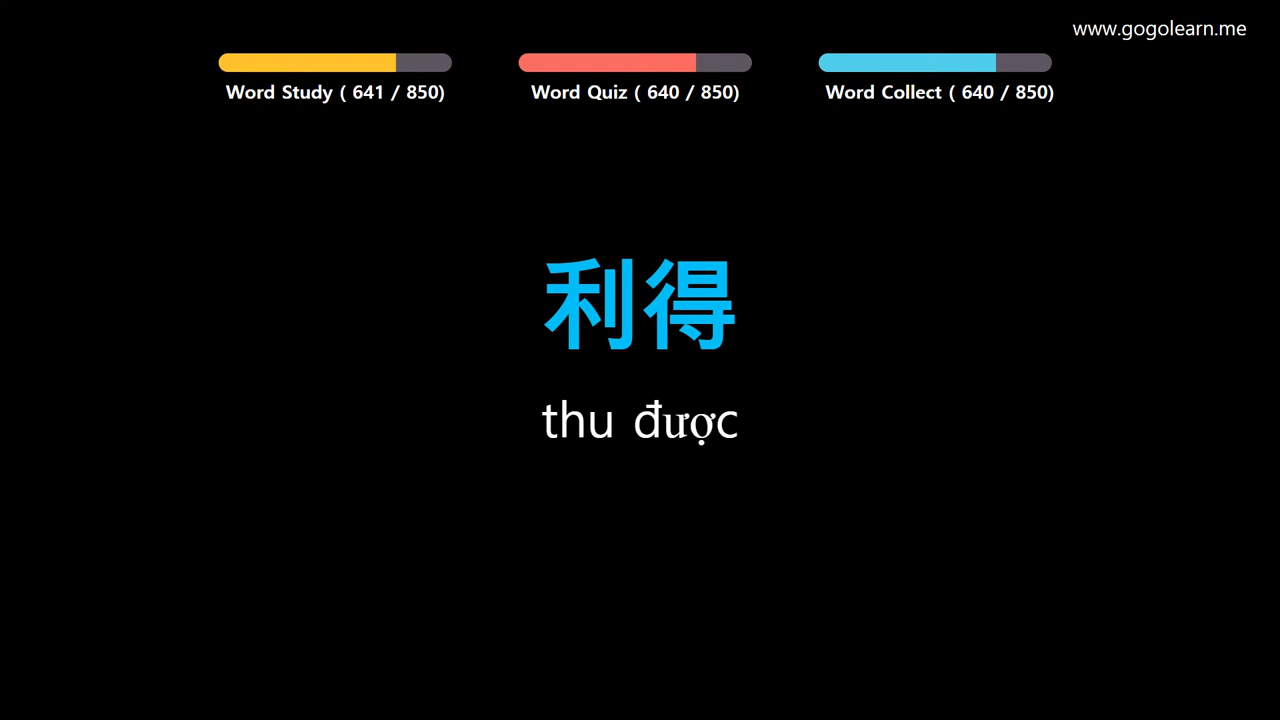 www.gogolearn.me
Word Study ( 641 / 850)
Word Quiz ( 640 / 850)
Word Collect ( 640 / 850)
利得
thu được